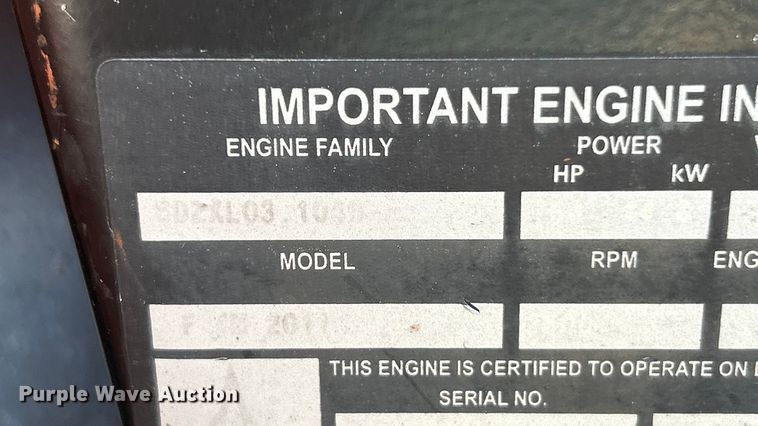 IMPORTANT ENGINE IN
ENGINE FAMILY POWER
HP kW
MODEL RPM ENG
2011
THIS ENGINE IS CERTIFIED TO OPERATE ON D
SERIAL NO.
Purple Wave Auction